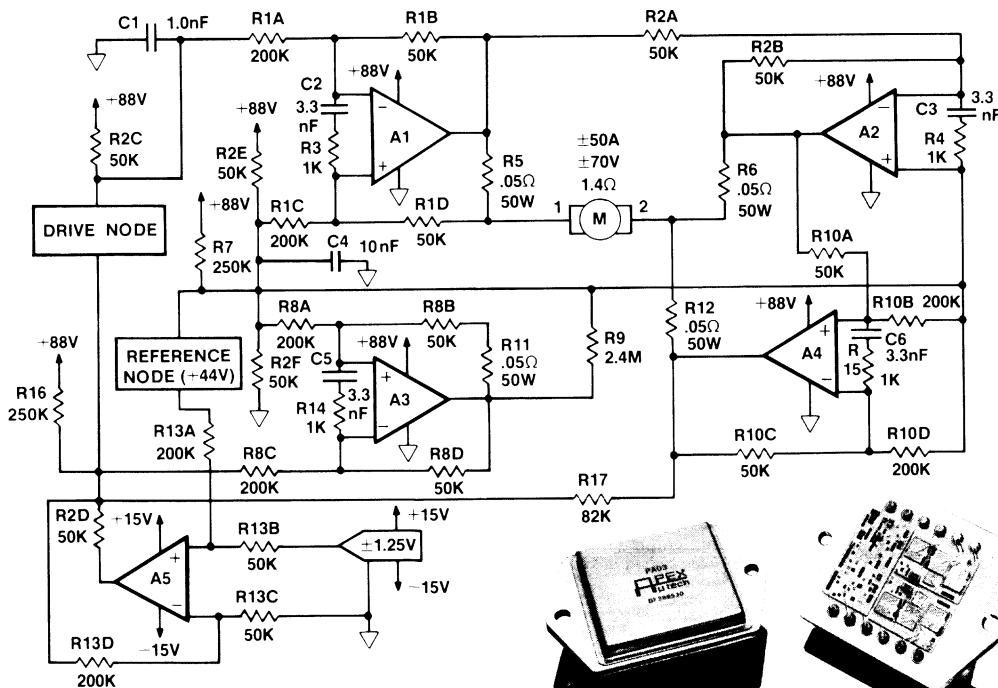 C1 1.0nF
R1A
200K
R1B
50K
R2A
50K
R2B
50K
+88V
R2C
50K
+88V
R2E
50K
C2
3.3
nF
R3
1K
+88V
−
A1
+
R5
.05Ω
50W
±50A
±70V
1.4Ω
1 M 2
R6
.05Ω
50W
+88V
−
A2
+
C3
3.3
nF
R4
1K
DRIVE NODE
+88V
R7
250K
R1C
200K
R1D
50K
C4
10 nF
R10A
50K
REFERENCE
NODE (+44V)
+88V
R16
250K
R2F
50K
R8A
200K
R8B
50K
+88V
C5
3.3
nF
R14
1K
+
A3
−
R11
.05Ω
50W
R9
2.4M
R12
.05Ω
50W
+88V
+
A4
−
R10B
200K
C6
3.3nF
R
15
1K
R13A
200K
R8C
200K
R8D
50K
R10C
50K
R10D
200K
R17
82K
R2D
50K
+15V
+
A5
−
−15V
R13B
50K
±1.25V
+15V
−15V
R13C
50K
R13D
200K
PA03
APEX
μtech